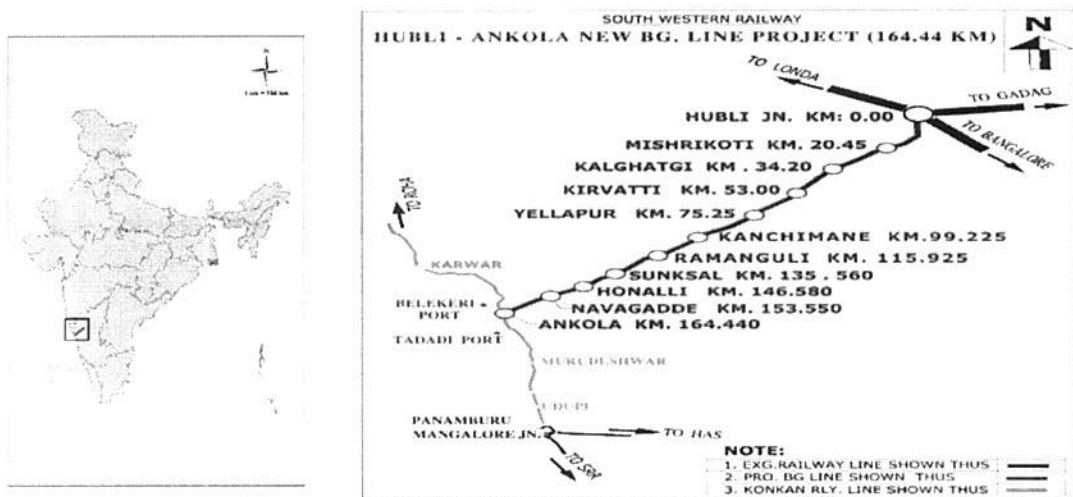 N
SOUTH WESTERN RAILWAY
HUBLI - ANKOLA NEW BG. LINE PROJECT (164.44 KM)
N
TO LONDA
TO GADAG
TO BANGALORE
HUBLI JN. KM: 0.00
MISHRIKOTI KM. 20.45
KALGHATGI KM . 34.20
KIRVATTI KM. 53.00
YELLAPUR KM. 75.25
KANCHIMANE KM.99.225
RAMANGULI KM. 115.925
SUNKSAL KM. 135 . 560
HONALLI KM. 146.580
NAVAGADDE KM. 153.550
ANKOLA KM. 164.440
TO ROHA
KARWAR
BELEKERI
PORT
TADADI PORT
MURUDESHWAR
UDUPI
PANAMBURU
MANGALORE JN.
TO HAS
TO SRR
NOTE:
1. EXG.RAILWAY LINE SHOWN THUS
2. PRO. BG LINE SHOWN THUS
3. KONKAN RLY. LINE SHOWN THUS